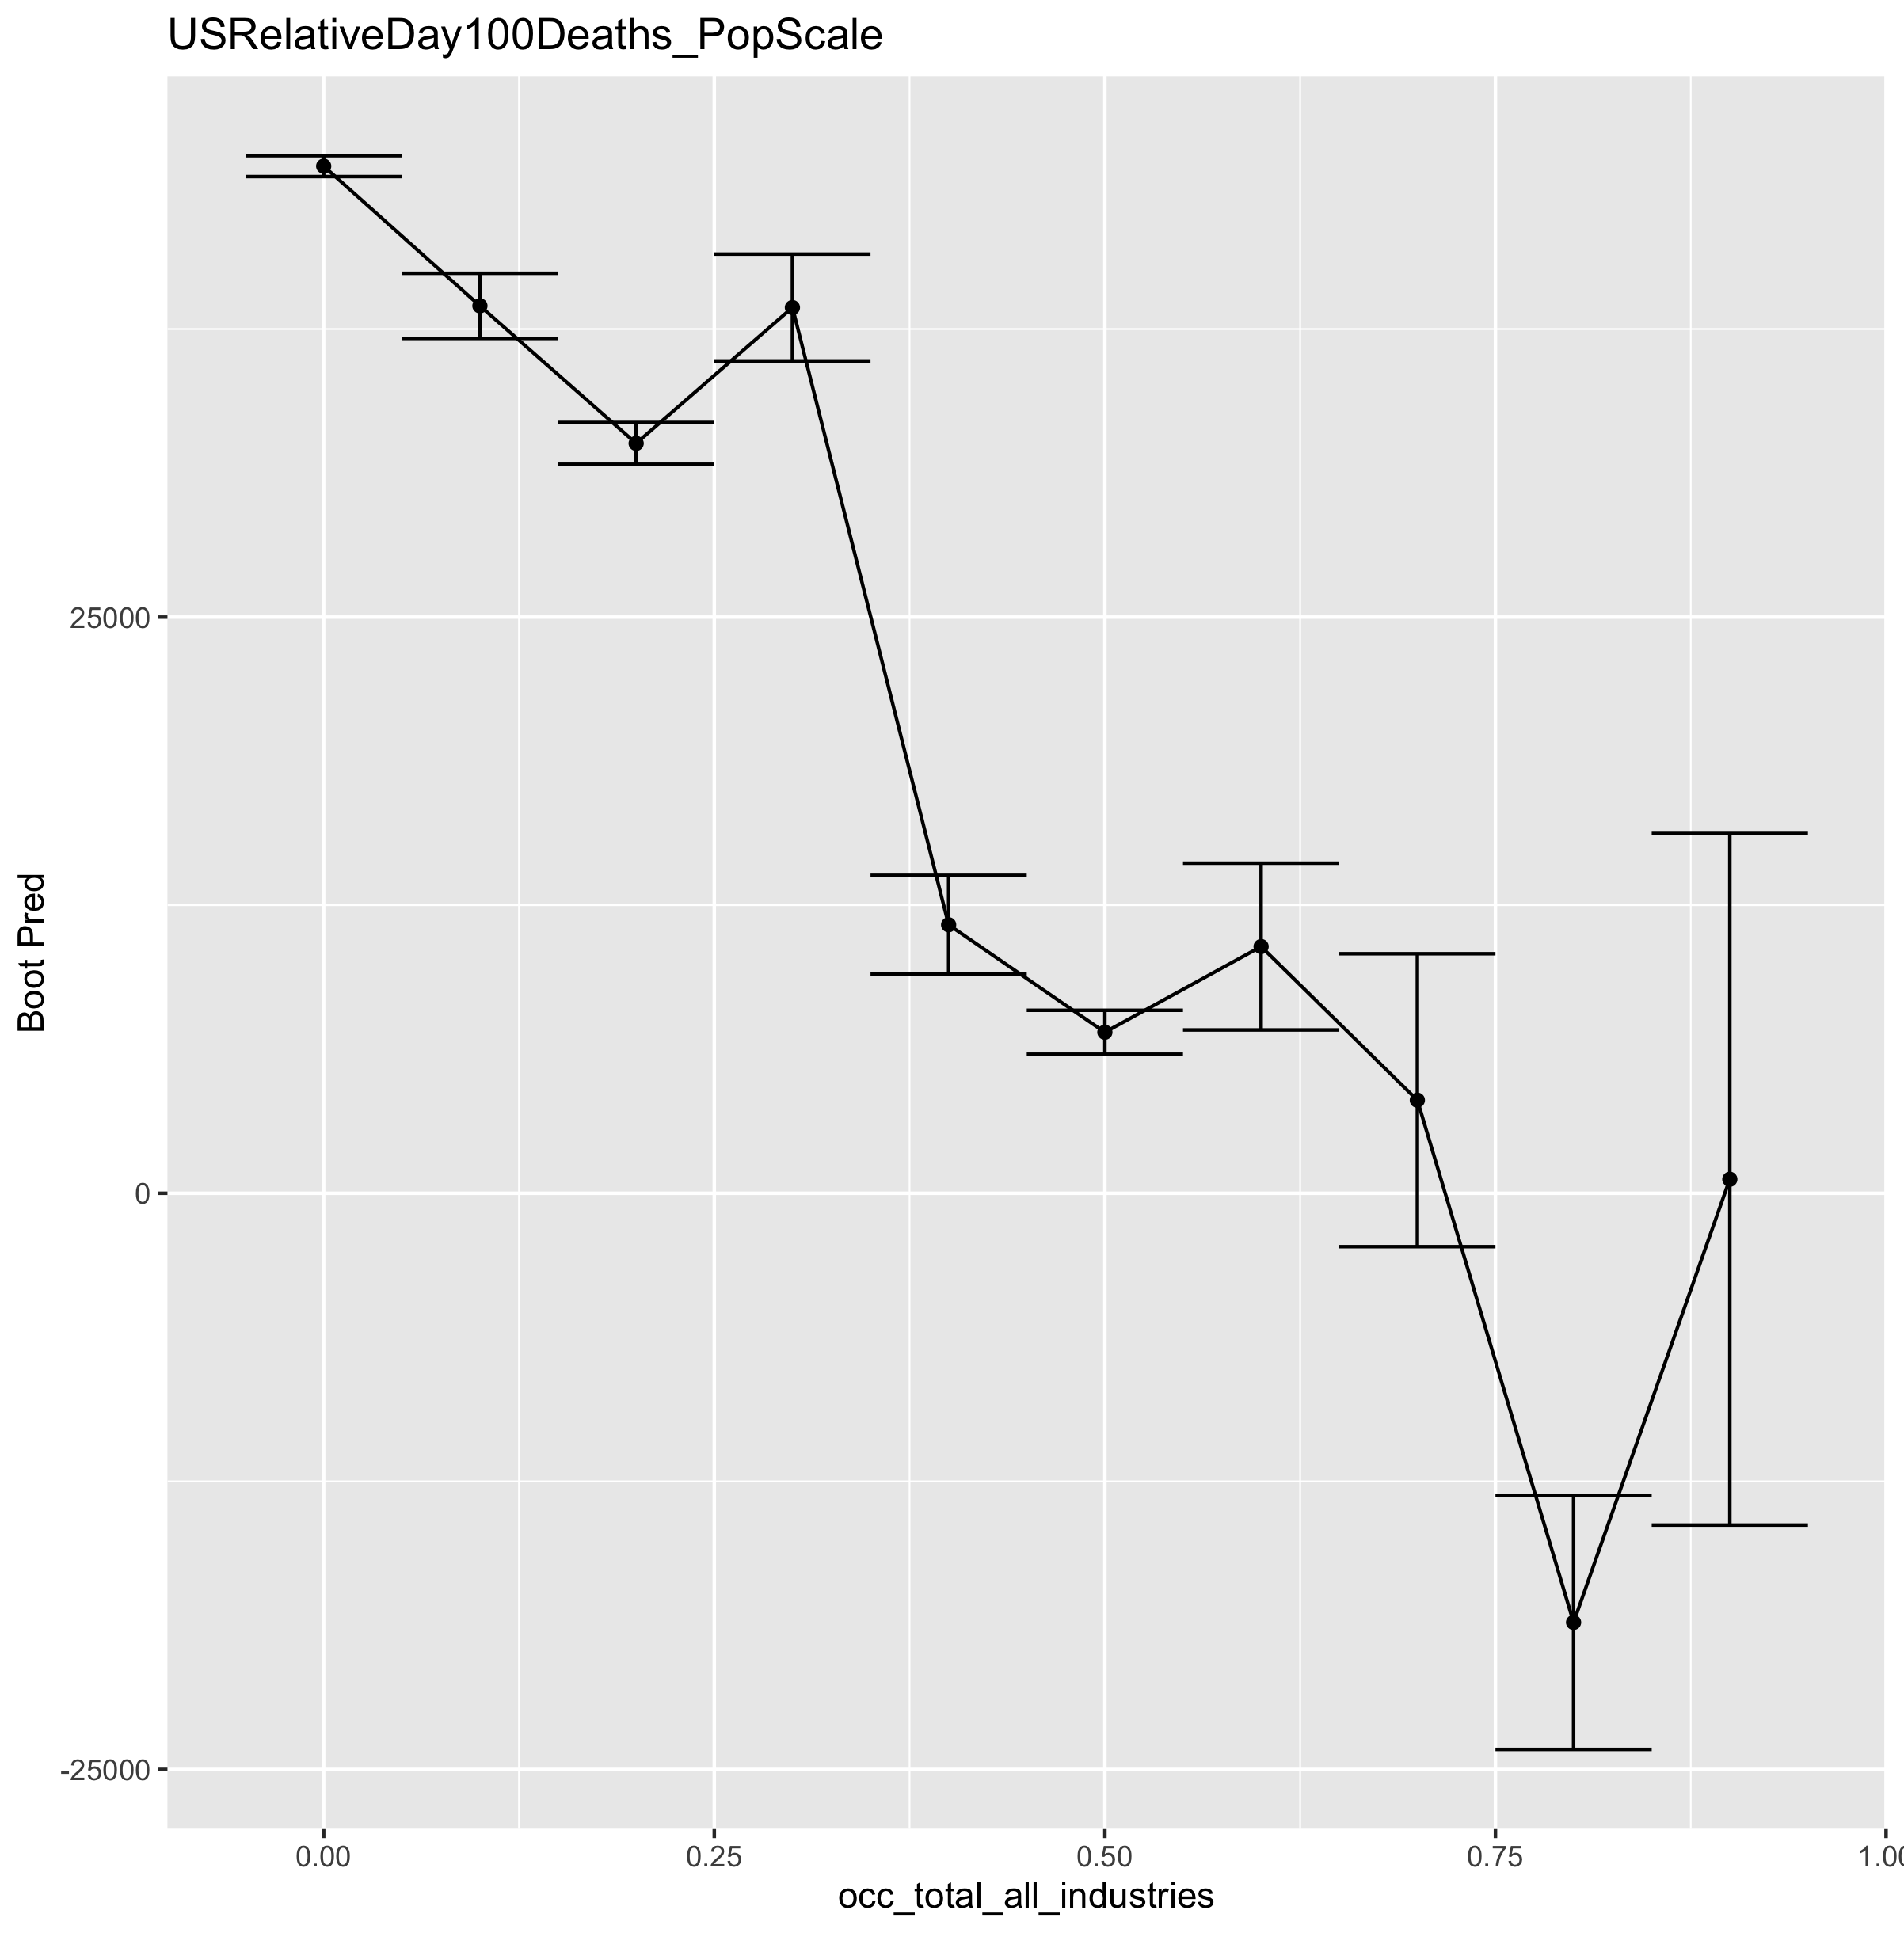 USRelativeDay100Deaths_PopScale
Boot Pred
25000
0
-25000
0.00 0.25 0.50 0.75 1.00
occ_total_all_industries